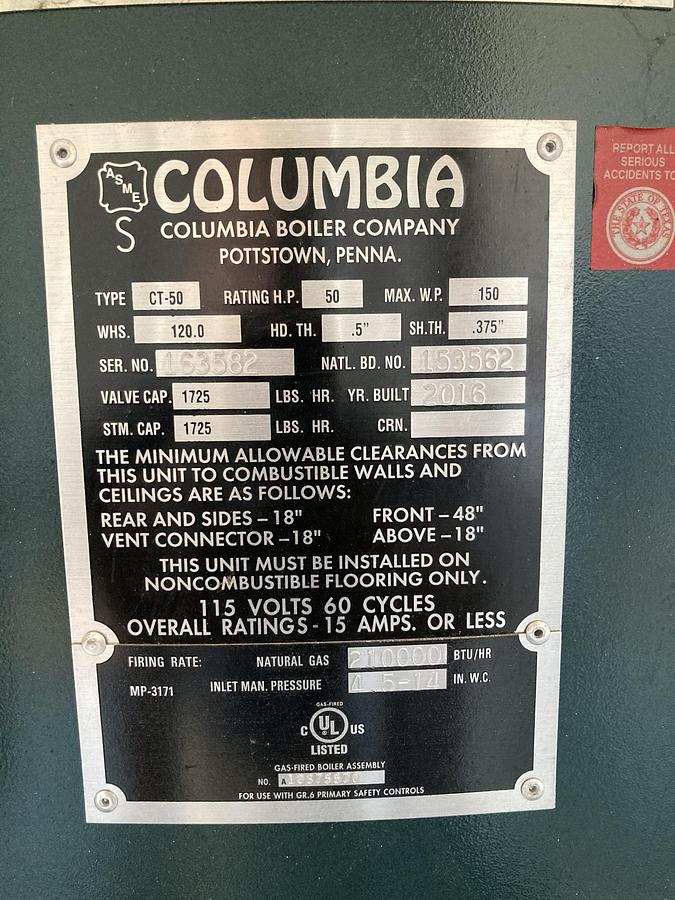 ASME
S
COLUMBIA
COLUMBIA BOILER COMPANY
POTTSTOWN, PENNA.
TYPE CT-50 RATING H.P. 50 MAX. W.P. 150
WHS. 120.0 HD. TH. .5" SH.TH. .375"
SER. NO. 163582 NATL. BD. NO. 153562
VALVE CAP. 1725 LBS. HR. YR. BUILT 2016
STM. CAP. 1725 LBS. HR. CRN.
THE MINIMUM ALLOWABLE CLEARANCES FROM
THIS UNIT TO COMBUSTIBLE WALLS AND
CEILINGS ARE AS FOLLOWS:
REAR AND SIDES – 18" FRONT – 48"
VENT CONNECTOR – 18" ABOVE – 18"
THIS UNIT MUST BE INSTALLED ON
NONCOMBUSTIBLE FLOORING ONLY.
115 VOLTS 60 CYCLES
OVERALL RATINGS - 15 AMPS. OR LESS
FIRING RATE: NATURAL GAS 210000 BTU/HR
MP-3171 INLET MAN. PRESSURE 4.5-14 IN. W.C.
GAS-FIRED
C UL US
LISTED
GAS-FIRED BOILER ASSEMBLY
NO. A
FOR USE WITH GR.6 PRIMARY SAFETY CONTROLS
REPORT ALL
SERIOUS
ACCIDENTS TO
THE STATE OF TEXAS